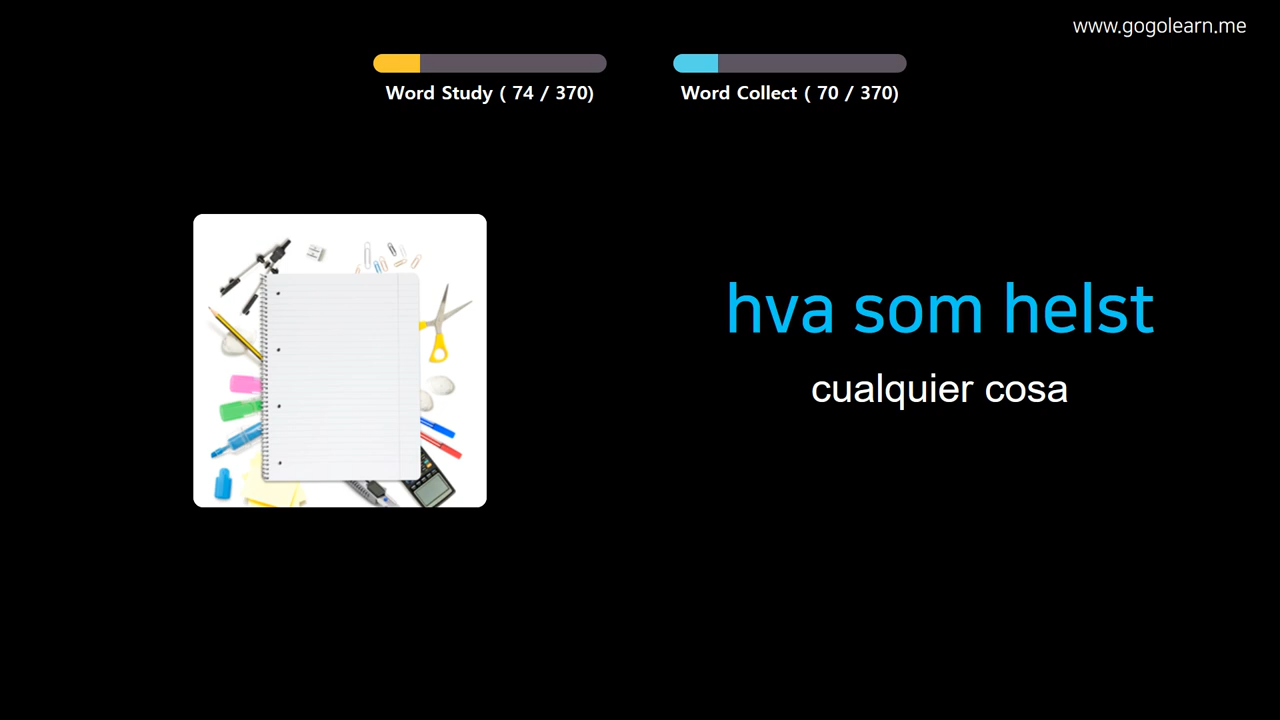 www.gogolearn.me
Word Study ( 74 / 370)
Word Collect ( 70 / 370)
hva som helst
cualquier cosa